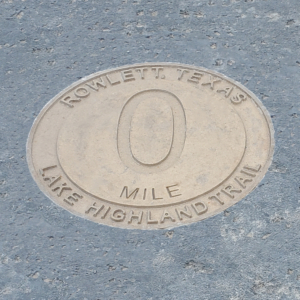 ROWLETT, TEXAS
0
MILE
LAKE HIGHLAND TRAIL